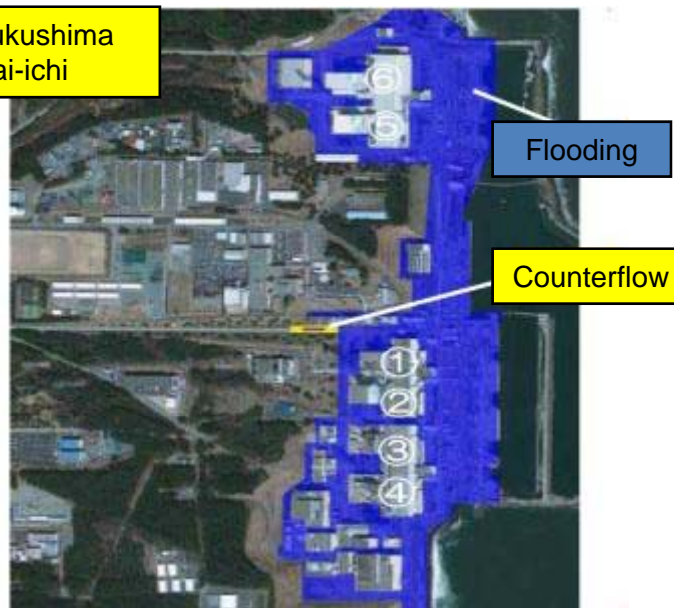 ukushima
ai-ichi
⑥
⑤
Flooding
Counterflow
①
②
③
④